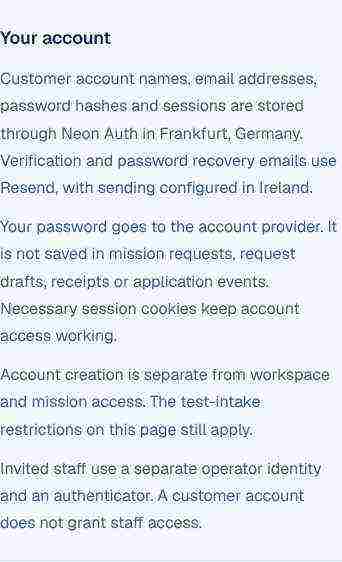 Your account
Customer account names, email addresses,
password hashes and sessions are stored
through Neon Auth in Frankfurt, Germany.
Verification and password recovery emails use
Resend, with sending configured in Ireland.
Your password goes to the account provider. It
is not saved in mission requests, request
drafts, receipts or application events.
Necessary session cookies keep account
access working.
Account creation is separate from workspace
and mission access. The test-intake
restrictions on this page still apply.
Invited staff use a separate operator identity
and an authenticator. A customer account
does not grant staff access.